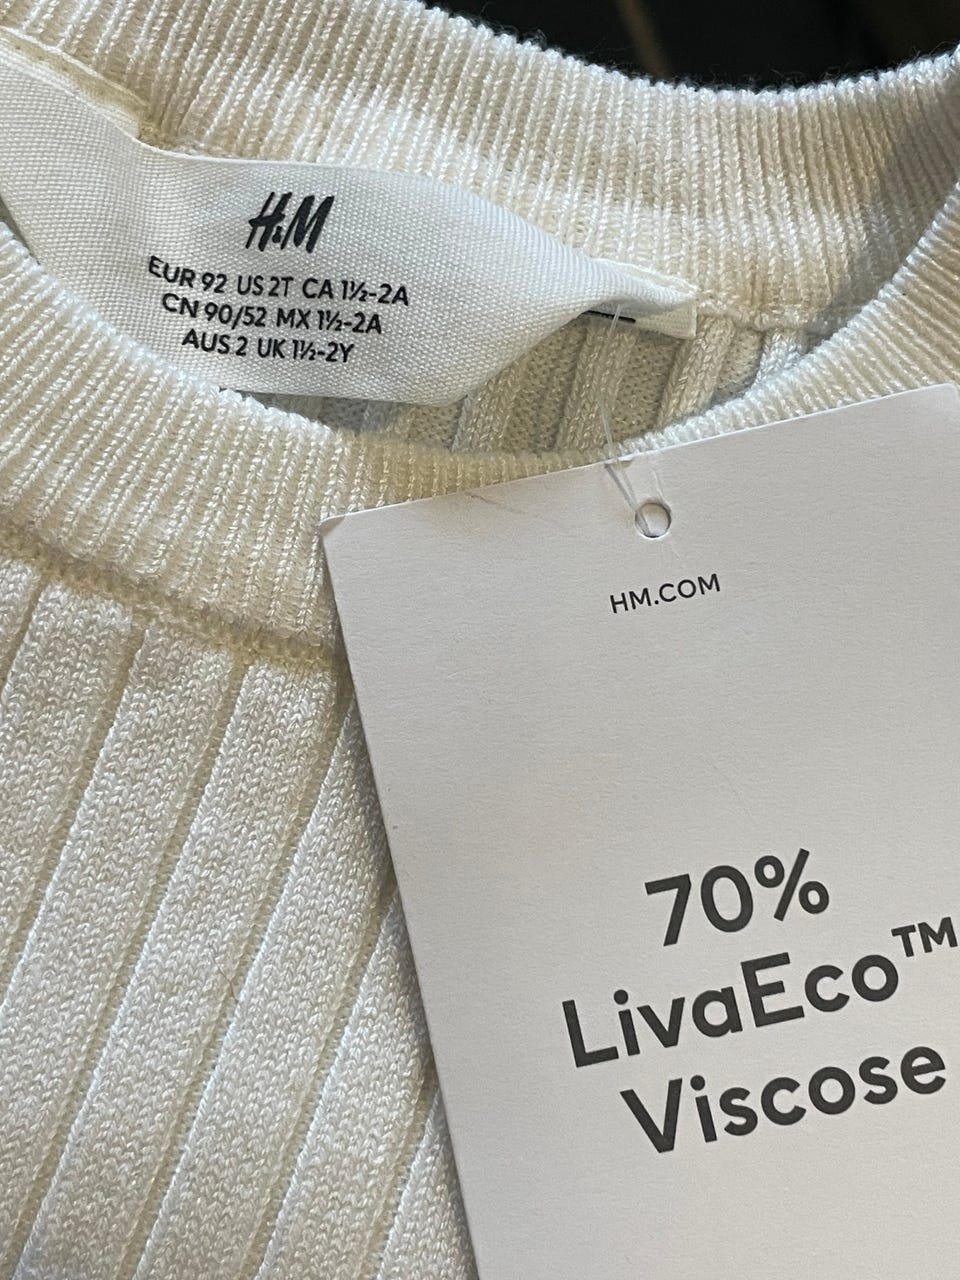 H&M
EUR 92 US 2T CA 1½-2A
CN 90/52 MX 1½-2A
AUS 2 UK 1½-2Y
HM.COM
70%
LivaEco™
Viscose